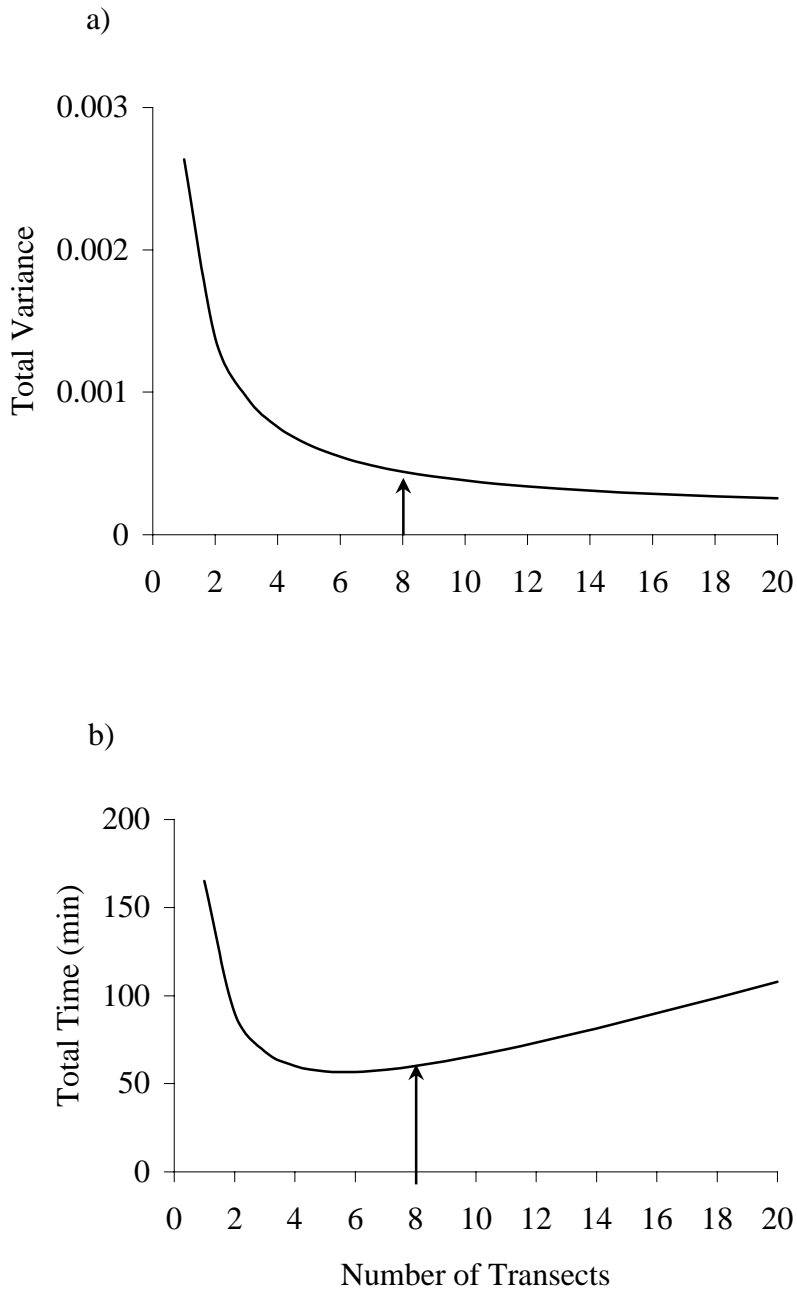 a)
Total Variance
0.003
0.002
0.001
0
0 2 4 6 8 10 12 14 16 18 20
b)
Total Time (min)
200
150
100
50
0
0 2 4 6 8 10 12 14 16 18 20
Number of Transects